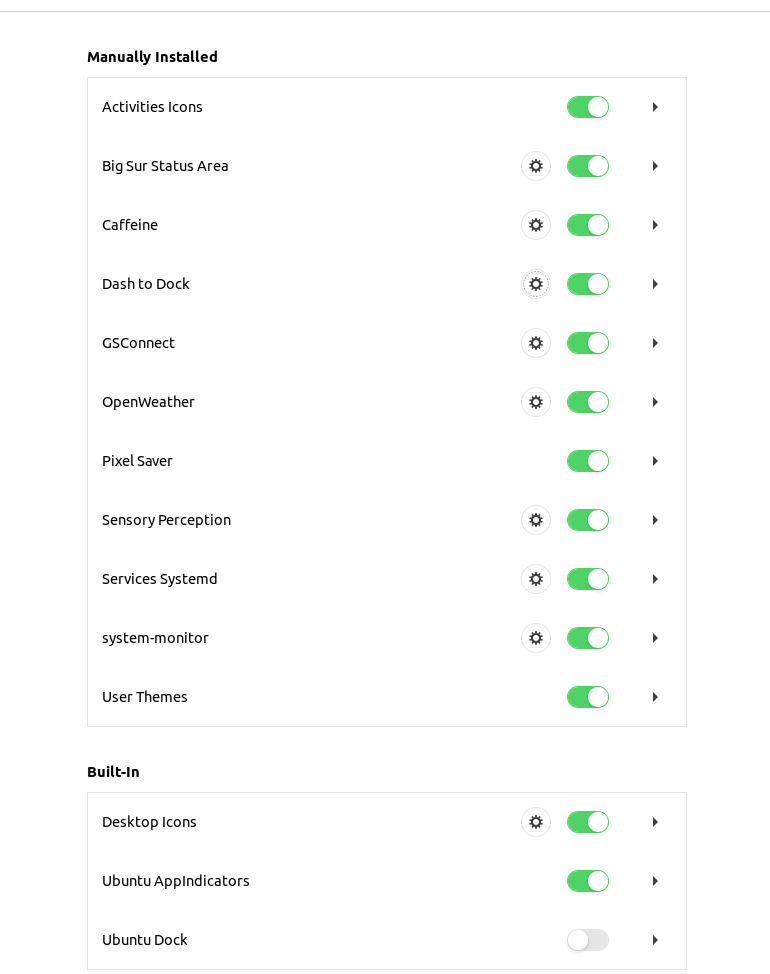 Manually Installed
Activities Icons
Big Sur Status Area
Caffeine
Dash to Dock
GSConnect
OpenWeather
Pixel Saver
Sensory Perception
Services Systemd
system-monitor
User Themes
Built-In
Desktop Icons
Ubuntu AppIndicators
Ubuntu Dock